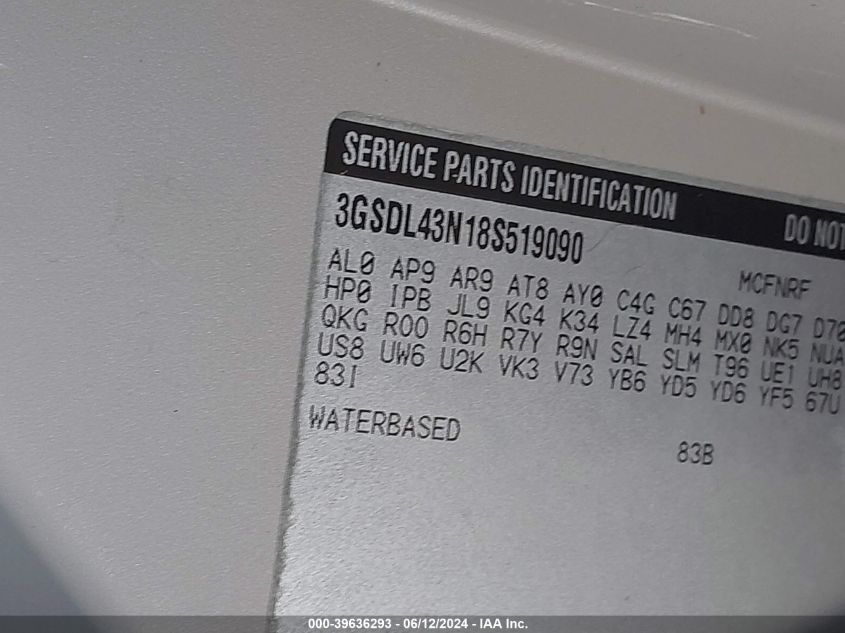 SERVICE PARTS IDENTIFICATION DO NOT
3GSDL43N18S519090
MCFNRF
AL0 AP9 AR9 AT8 AY0 C4G C67 DD8 DG7 D70
HP0 IPB JL9 KG4 K34 LZ4 MH4 MX0 NK5 NUA
QKG R00 R6H R7Y R9N SAL SLM T96 UE1 UH8
US8 UW6 U2K VK3 V73 YB6 YD5 YD6 YF5 67U
83I
WATERBASED
83B
000-39636293 - 06/12/2024 - IAA Inc.